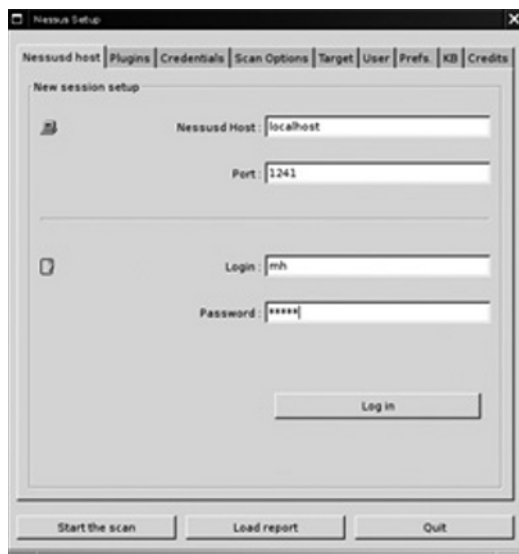 Nessus Setup
Nessusd host Plugins Credentials Scan Options Target User Prefs. KB Credits
New session setup
Nessusd Host : localhost
Port : 1241
Login : mh
Password : *****
Log in
Start the scan Load report Quit